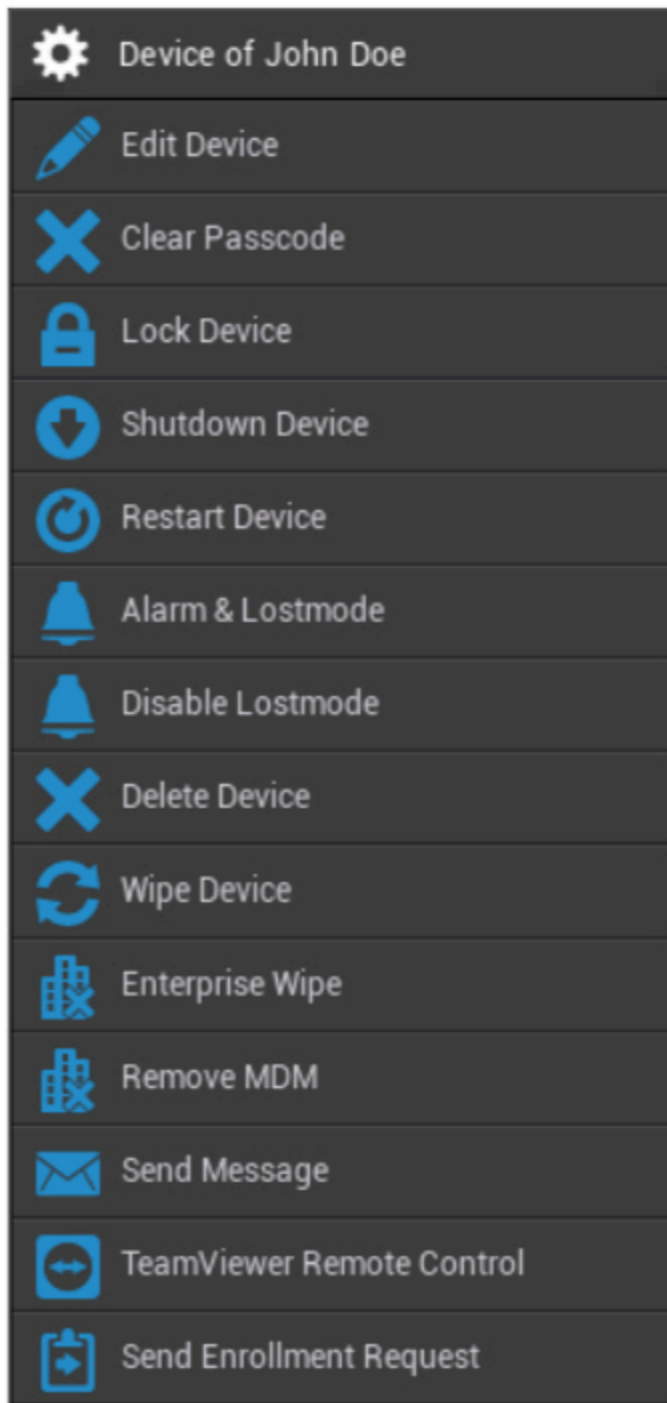 Device of John Doe
Edit Device
Clear Passcode
Lock Device
Shutdown Device
Restart Device
Alarm & Lostmode
Disable Lostmode
Delete Device
Wipe Device
Enterprise Wipe
Remove MDM
Send Message
TeamViewer Remote Control
Send Enrollment Request